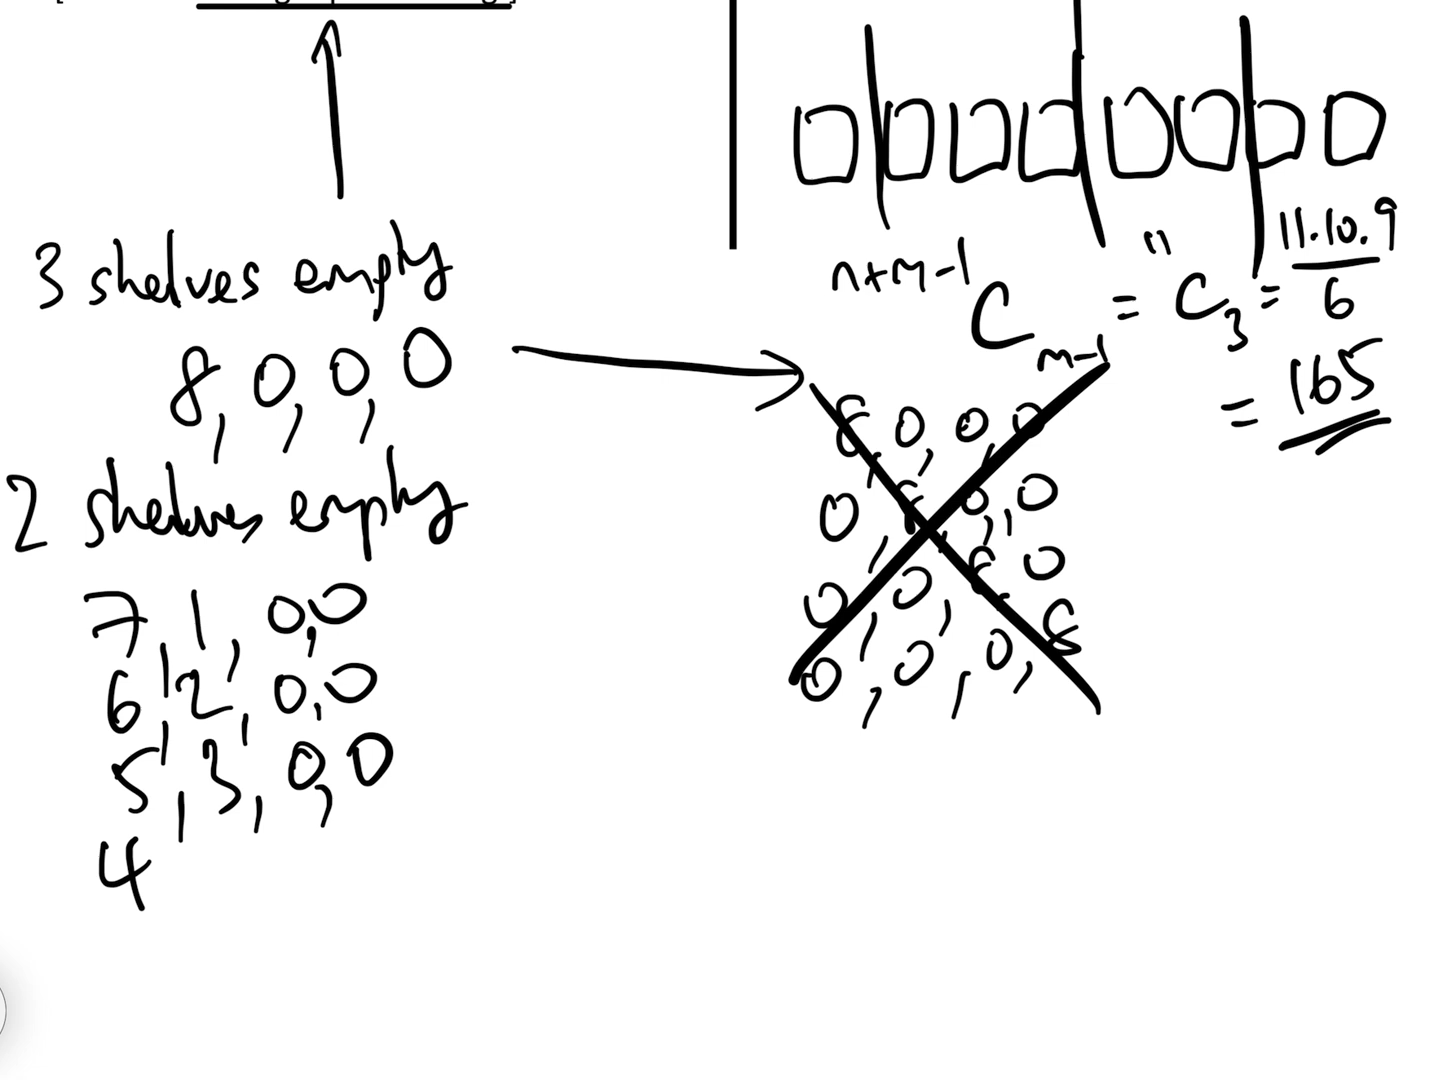 3 shelves empty
8, 0, 0, 0
2 shelves empty
7, 1, 0, 0
6, 2, 0, 0
5, 3, 0, 0
4
n+m-1 C m-1 = 11 C 3 = 11.10.9 / 6
= 165
8, 0, 0, 0
0, 8, 0, 0
0, 0, 8, 0
0, 0, 0, 8